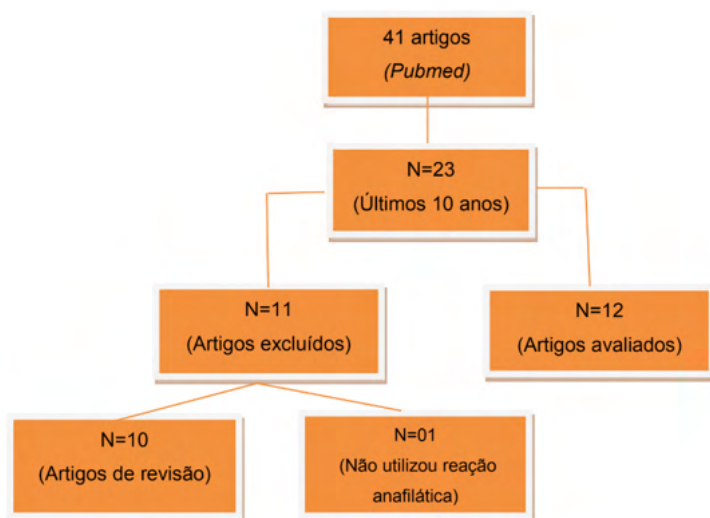 41 artigos
(Pubmed)
N=23
(Últimos 10 anos)
N=11
(Artigos excluídos)
N=12
(Artigos avaliados)
N=10
(Artigos de revisão)
N=01
(Não utilizou reação
anafilática)